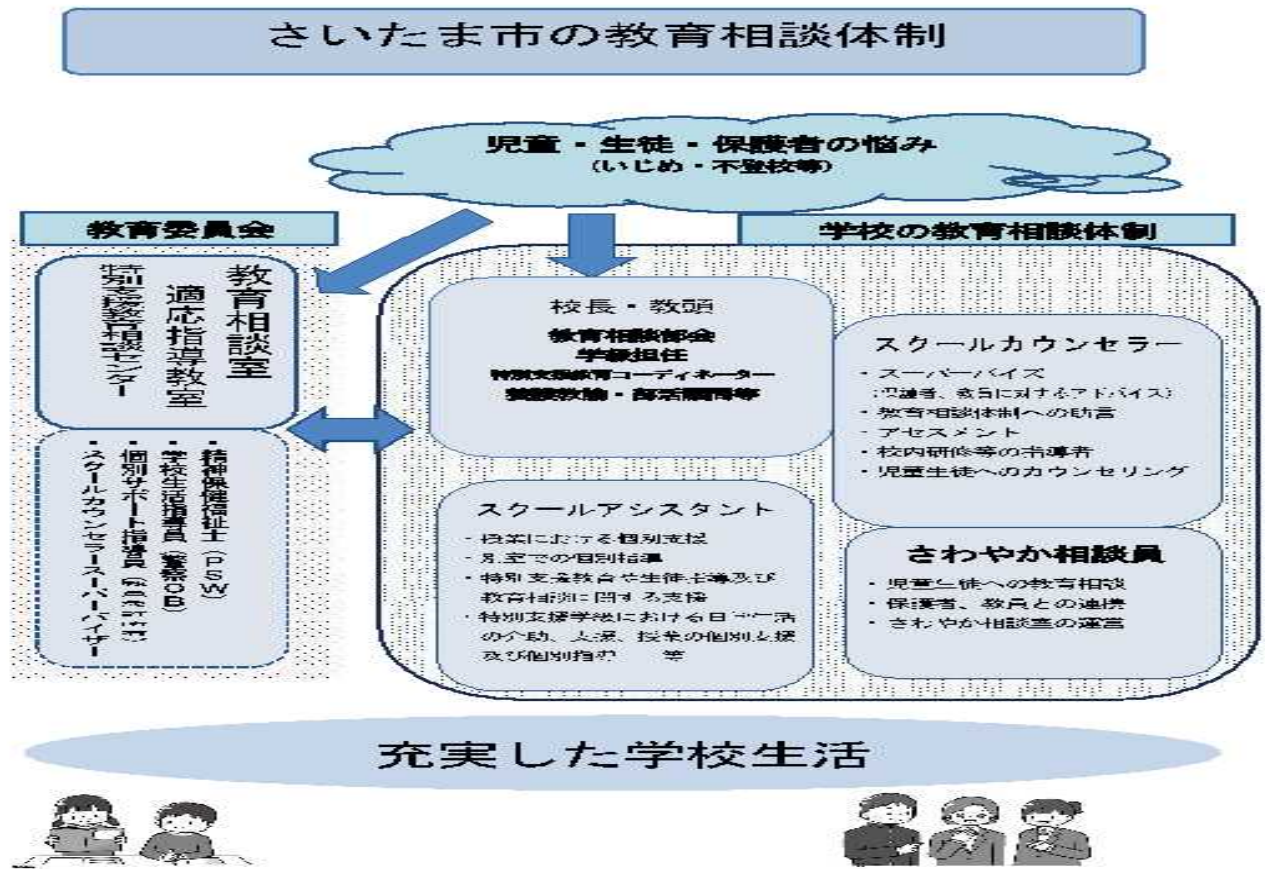 さいたま市の教育相談体制
児童・生徒・保護者の悩み
(いじめ・不登校等)
教育委員会
教育相談室
適応指導教室
特別支援教育相談センター
・精神保健福祉士(PSW)
・学校生活指導員(警察OB)
・個別サポート指導員
・スクールカウンセラースーパーバイザー
学校の教育相談体制
校長・教頭
教育相談部会
学級担任
特別支援教育コーディネーター
養護教諭・部活顧問等
スクールカウンセラー
・スーパーバイズ
(保護者、教員に対するアドバイス)
・教育相談体制への助言
・アセスメント
・校内研修等の指導者
・児童生徒へのカウンセリング
スクールアシスタント
・授業における個別支援
・別室での個別指導
・特別支援教育や生徒指導及び
教育相談に関する支援
・特別支援学級における日常生活
の介助、支援、授業の個別支援
及び個別指導 等
さわやか相談員
・児童生徒への教育相談
・保護者、教員との連携
・さわやか相談室の運営
充実した学校生活